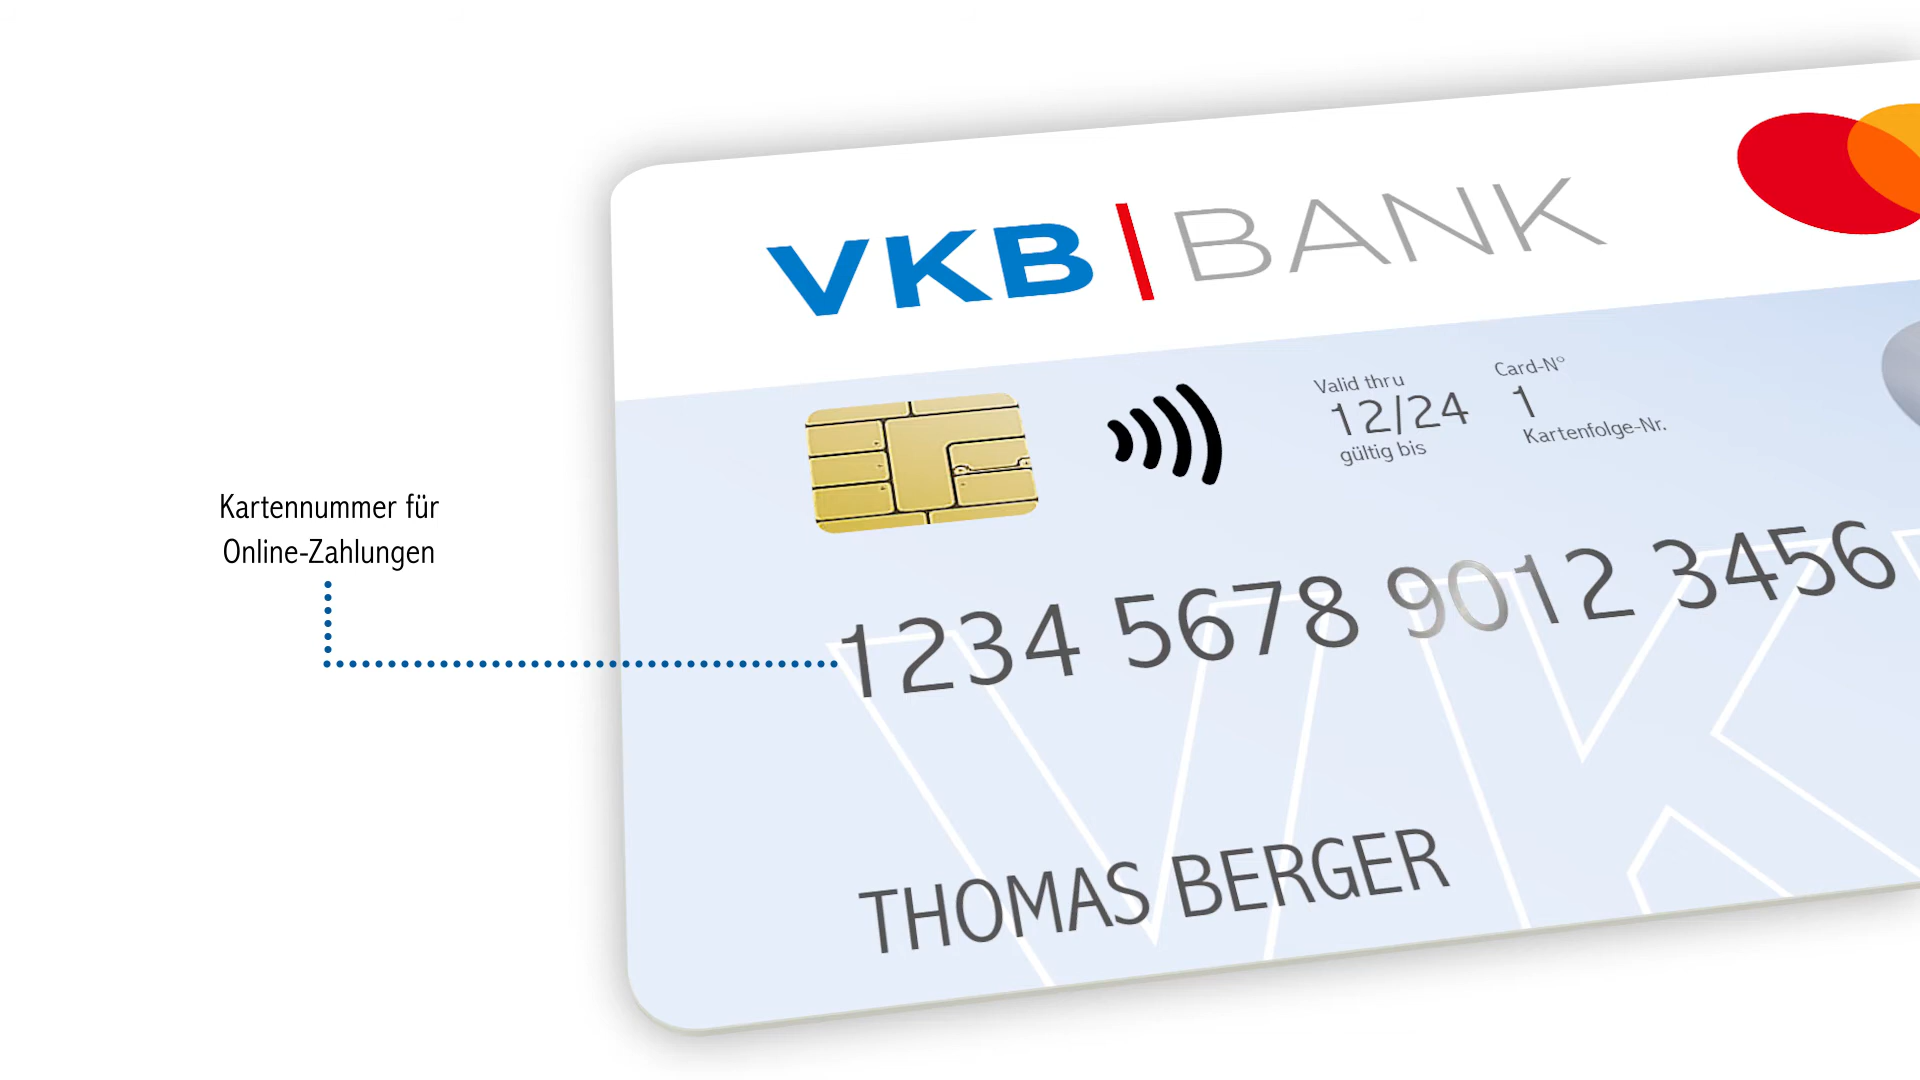 VKB|BANK
Valid thru
12/24
gültig bis
Card-N°
1
Kartenfolge-Nr.
Kartennummer für
Online-Zahlungen
1234 5678 9012 3456
THOMAS BERGER
VK